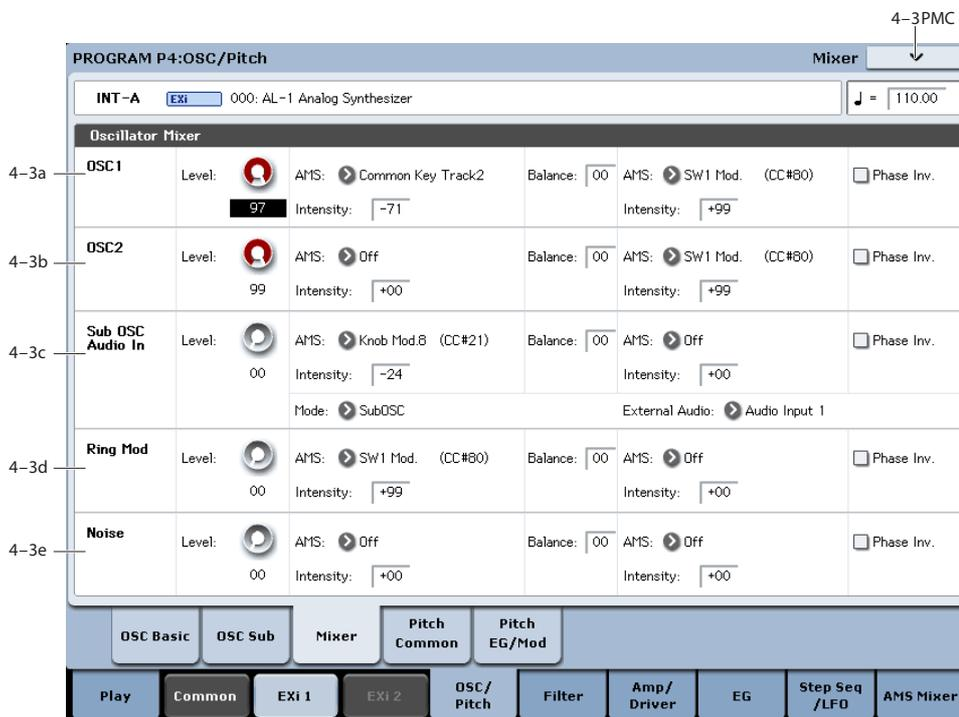 4-3PMC
PROGRAM P4:OSC/Pitch Mixer
INT-A EXi 000: AL-1 Analog Synthesizer ♩ = 110.00
Oscillator Mixer
4-3a OSC1 Level: AMS: Common Key Track2 Balance: 00 AMS: SW1 Mod. (CC#80) Phase Inv.
97 Intensity: -71 Intensity: +99
4-3b OSC2 Level: AMS: Off Balance: 00 AMS: SW1 Mod. (CC#80) Phase Inv.
99 Intensity: +00 Intensity: +99
4-3c Sub OSC
Audio In Level: AMS: Knob Mod.8 (CC#21) Balance: 00 AMS: Off Phase Inv.
00 Intensity: -24 Intensity: +00
Mode: SubOSC External Audio: Audio Input 1
4-3d Ring Mod Level: AMS: SW1 Mod. (CC#80) Balance: 00 AMS: Off Phase Inv.
00 Intensity: +99 Intensity: +00
4-3e Noise Level: AMS: Off Balance: 00 AMS: Off Phase Inv.
00 Intensity: +00 Intensity: +00
OSC Basic OSC Sub Mixer Pitch Common Pitch EG/Mod
Play Common EXi 1 EXi 2 OSC/Pitch Filter Amp/Driver EG Step Seq/LFO AMS Mixer